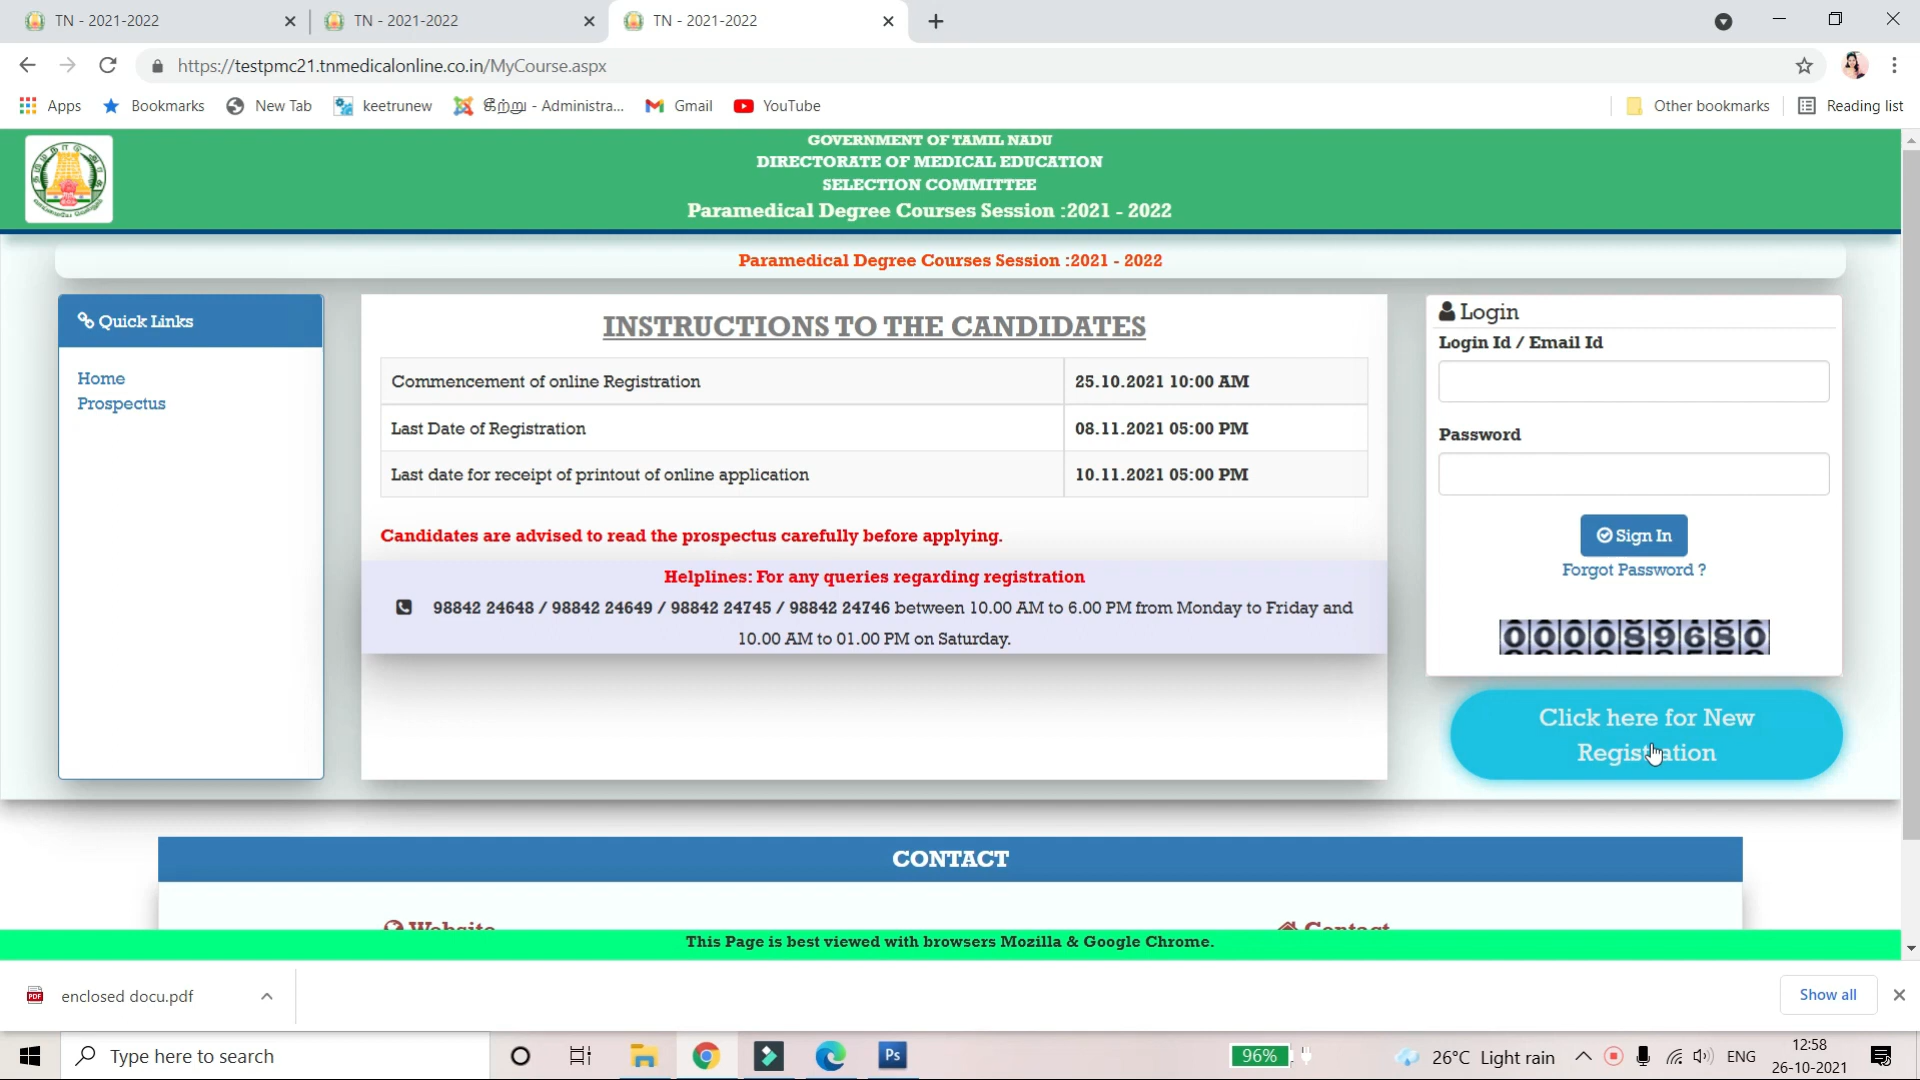 TN - 2021-2022
TN - 2021-2022
TN - 2021-2022
https://testpmc21.tnmedicalonline.co.in/MyCourse.aspx
Apps
Bookmarks
New Tab
keetrunew
கீற்று - Administra...
Gmail
YouTube
Other bookmarks
Reading list
GOVERNMENT OF TAMIL NADU
DIRECTORATE OF MEDICAL EDUCATION
SELECTION COMMITTEE
Paramedical Degree Courses Session :2021 - 2022
Paramedical Degree Courses Session :2021 - 2022
Quick Links
Home
Prospectus
INSTRUCTIONS TO THE CANDIDATES
Commencement of online Registration 25.10.2021 10:00 AM
Last Date of Registration 08.11.2021 05:00 PM
Last date for receipt of printout of online application 10.11.2021 05:00 PM
Candidates are advised to read the prospectus carefully before applying.
Helplines: For any queries regarding registration
98842 24648 / 98842 24649 / 98842 24745 / 98842 24746 between 10.00 AM to 6.00 PM from Monday to Friday and
10.00 AM to 01.00 PM on Saturday.
Login
Login Id / Email Id
Password
Sign In
Forgot Password ?
000089680
Click here for New
Registration
CONTACT
Website
Contact
This Page is best viewed with browsers Mozilla & Google Chrome.
enclosed docu.pdf
Show all
Type here to search
Ps
96%
26°C Light rain
ENG
12:58
26-10-2021